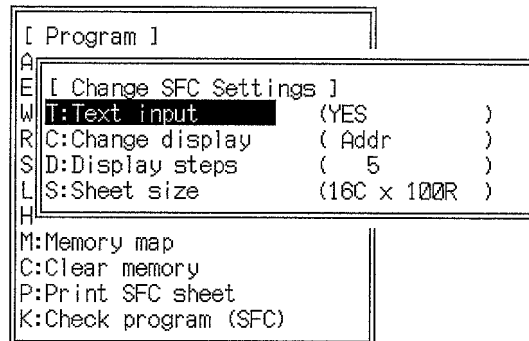 [ Program ]
A
E
[ Change SFC Settings ]
W
T:Text input (YES )
R
C:Change display ( Addr )
S
D:Display steps ( 5 )
L
S:Sheet size (16C x 100R )
H
M:Memory map
C:Clear memory
P:Print SFC sheet
K:Check program (SFC)